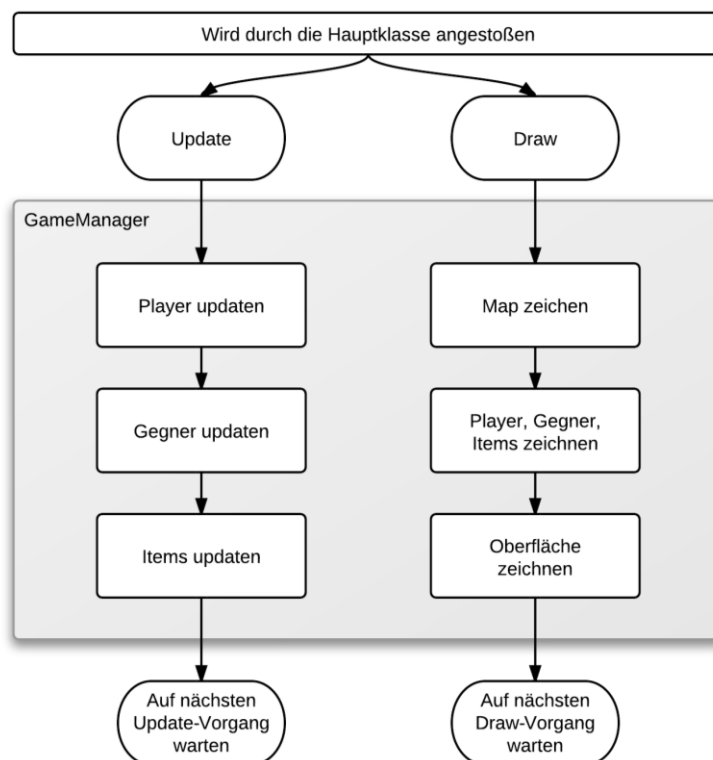 Wird durch die Hauptklasse angestoßen
Update
Draw
GameManager
Player updaten
Map zeichen
Gegner updaten
Player, Gegner,
Items zeichnen
Items updaten
Oberfläche
zeichnen
Auf nächsten
Update-Vorgang
warten
Auf nächsten
Draw-Vorgang
warten